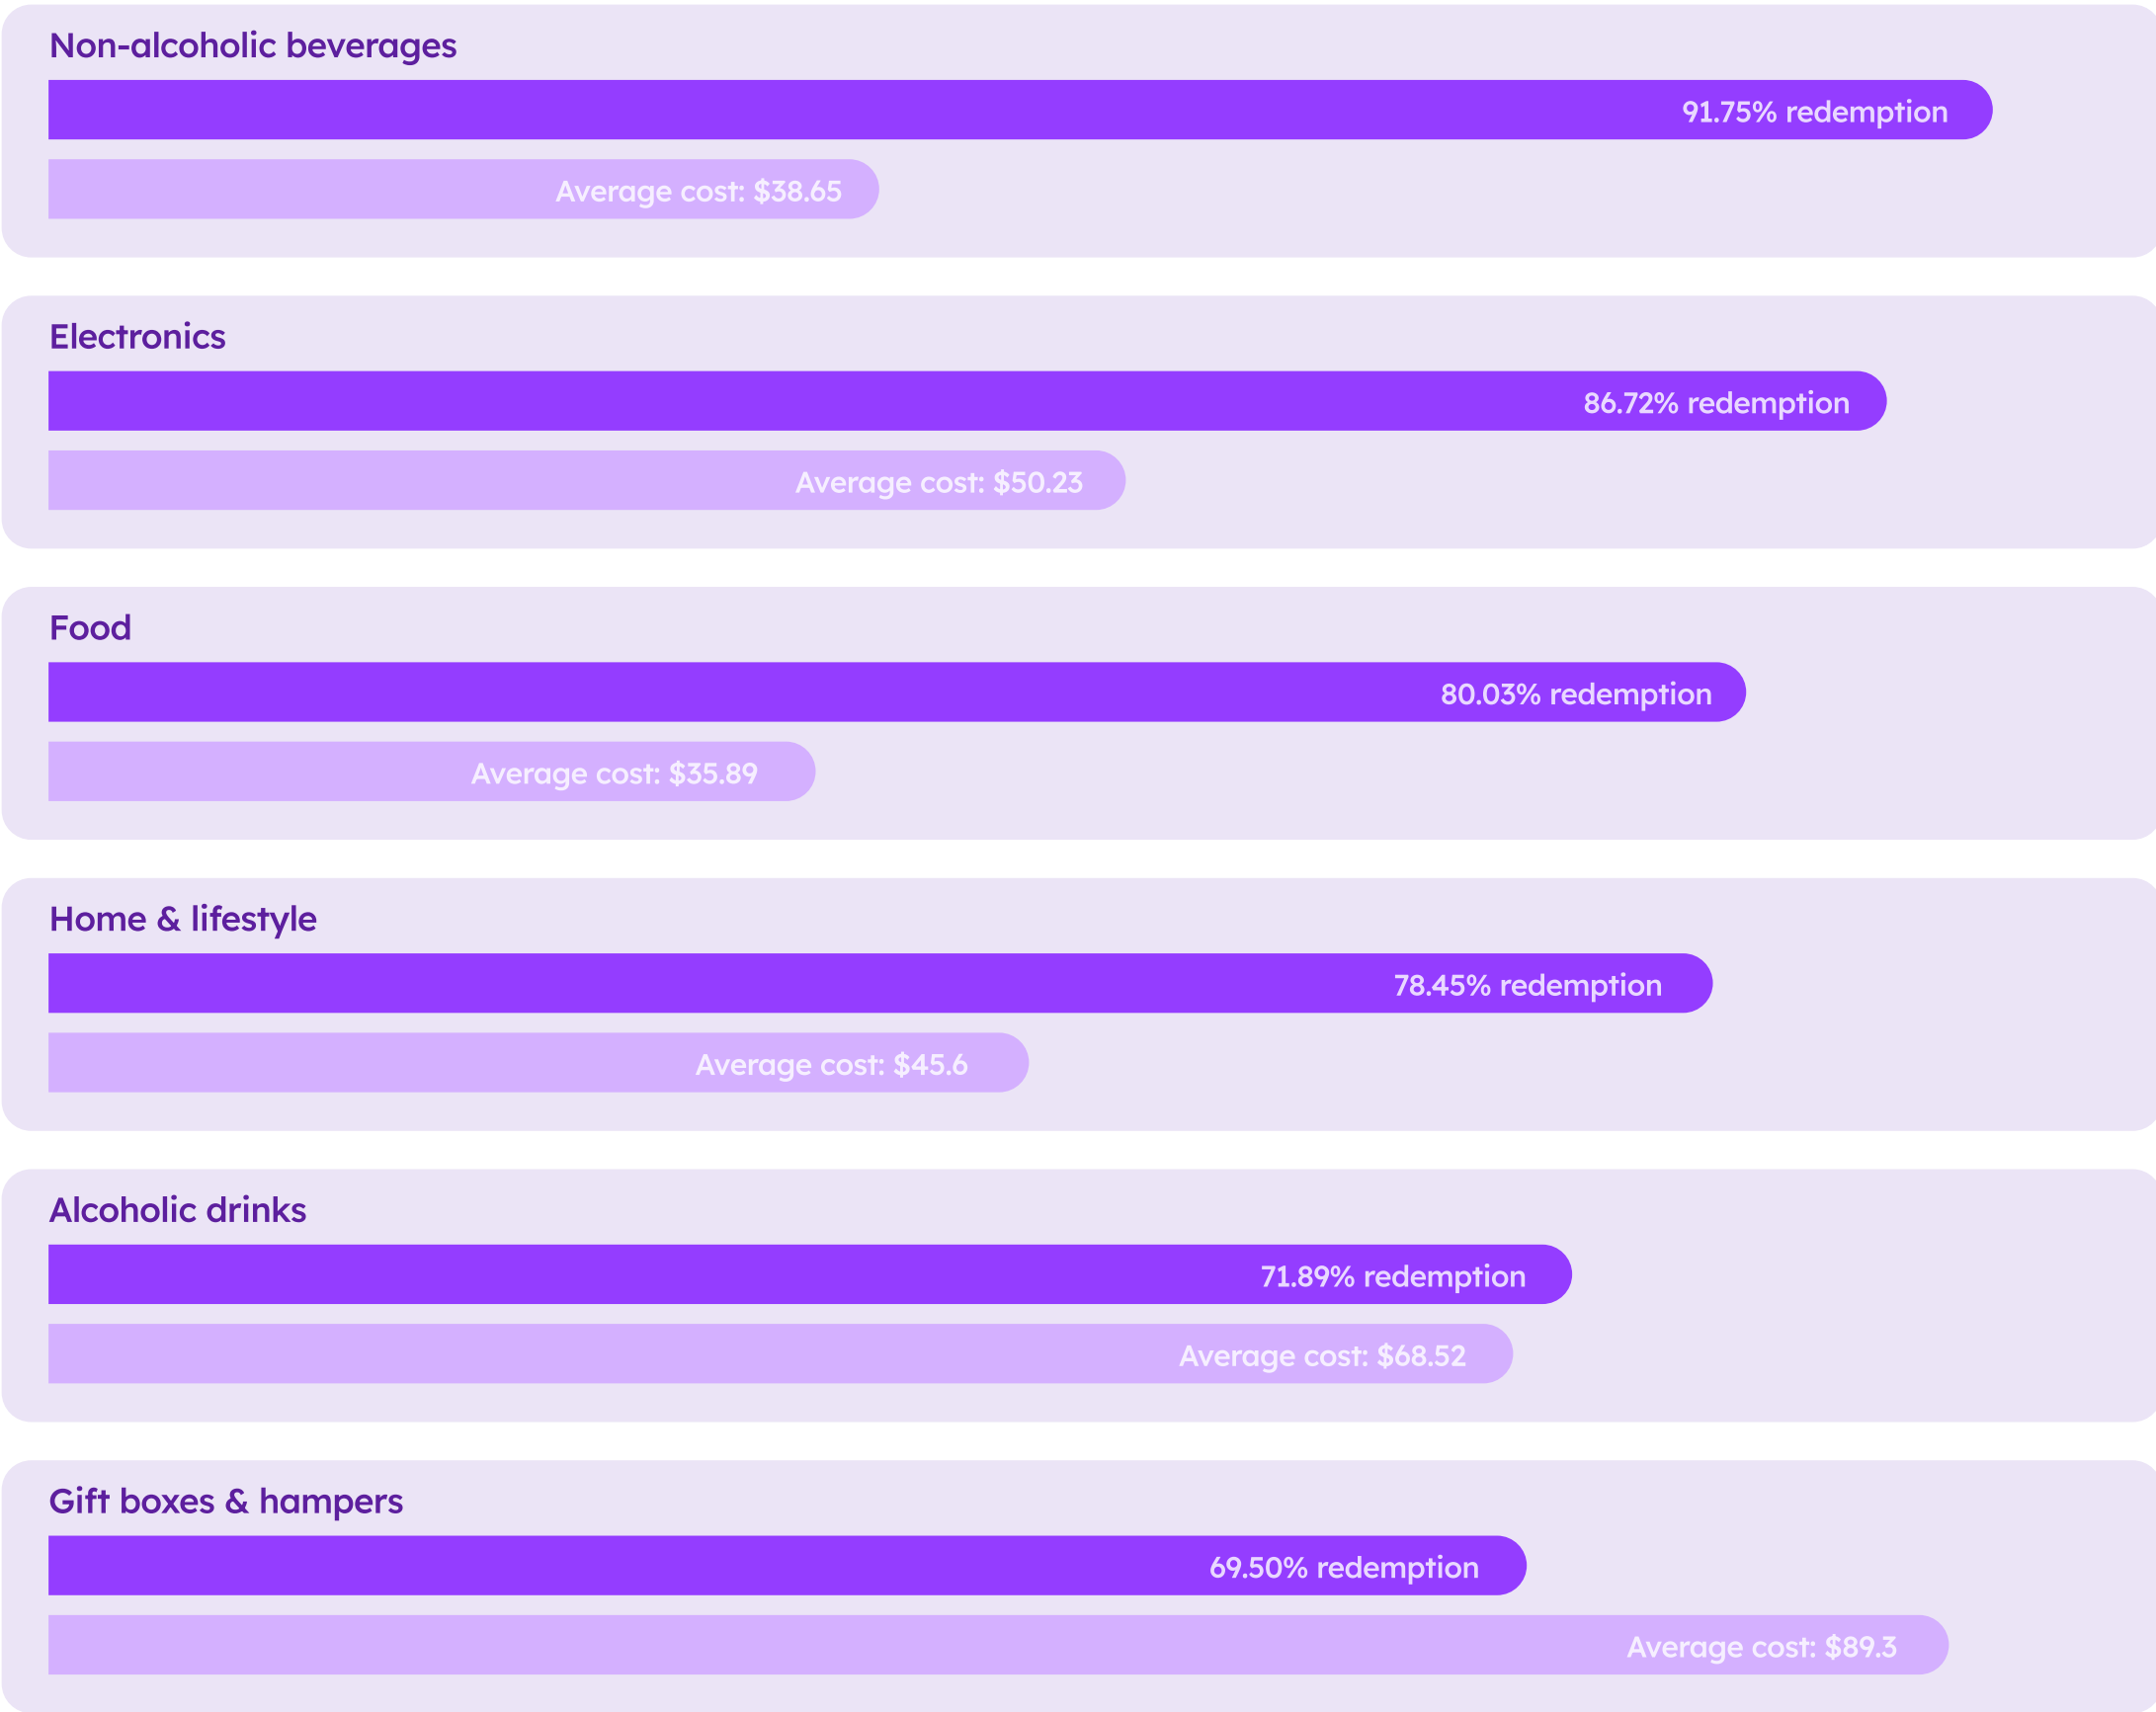 Non-alcoholic beverages
91.75% redemption
Average cost: $38.65
Electronics
86.72% redemption
Average cost: $50.23
Food
80.03% redemption
Average cost: $35.89
Home & lifestyle
78.45% redemption
Average cost: $45.6
Alcoholic drinks
71.89% redemption
Average cost: $68.52
Gift boxes & hampers
69.50% redemption
Average cost: $89.3